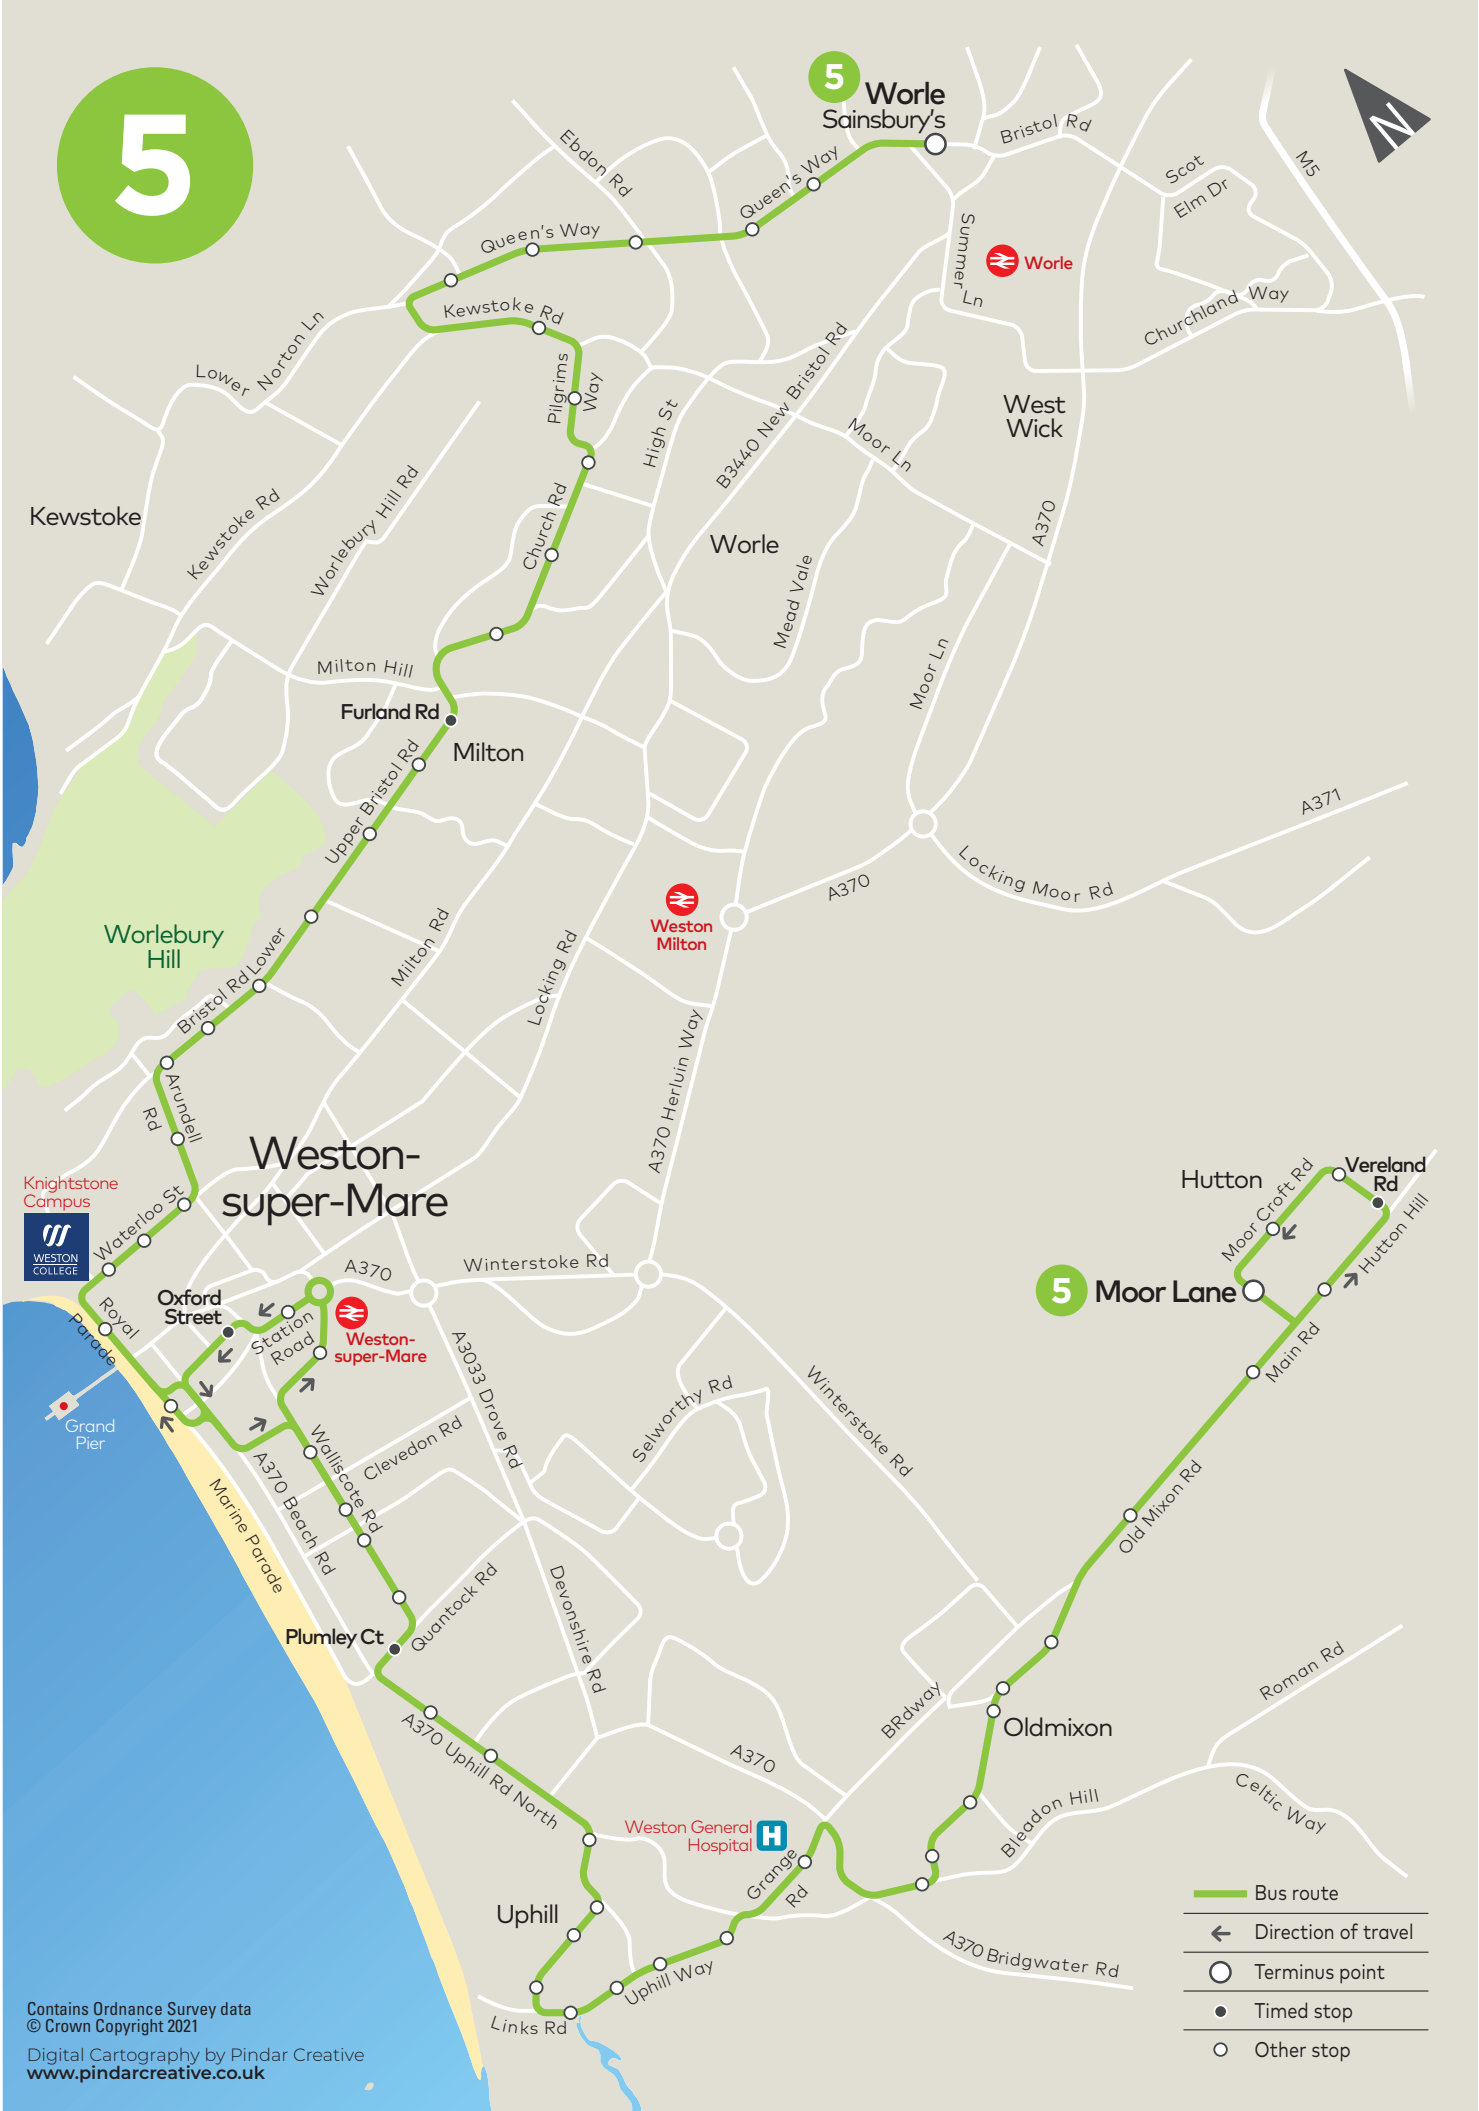 5
5
Worle
Sainsbury's
Bristol Rd
N
M5
Scot
Elm Dr
Ebdon Rd
Queen's Way
Queen's Way
Summer
Ln
Worle
Churchland Way
Kewstoke Rd
Lower
Norton Ln
Pilgrims
Way
High St
B3440 New Bristol Rd
Moor Ln
West
Wick
Kewstoke
Kewstoke Rd
Worlebury Hill Rd
Church Rd
Worle
A370
Mead Vale
Moor Ln
Milton Hill
Furland Rd
Milton
Upper Bristol Rd
A371
Locking Moor Rd
A370
Weston
Milton
Worlebury
Hill
Milton Rd
Locking Rd
Bristol Rd Lower
A370 Herluin Way
Arundell
Rd
Weston-
super-Mare
Knightstone
Campus
WESTON
COLLEGE
Waterloo St
Hutton
Moor Croft Rd
Vereland
Rd
Hutton Hill
5
Moor Lane
Main Rd
A370
Winterstoke Rd
Oxford
Street
Royal
Parade
Station
Road
Weston-
super-Mare
Grand
Pier
A3033 Drove Rd
Selworthy Rd
Winterstoke Rd
Walliscote Rd
Clevedon Rd
A370 Beach Rd
Marine Parade
Old Mixon Rd
Quantock Rd
Devonshire Rd
Plumley Ct
Roman Rd
BRdway
Oldmixon
A370 Uphill Rd North
A370
Bleadon Hill
Celtic Way
Weston General
Hospital
H
Grange
Rd
Uphill
Uphill Way
Links Rd
A370 Bridgwater Rd
Bus route
Direction of travel
Terminus point
Timed stop
Other stop
Contains Ordnance Survey data
© Crown Copyright 2021
Digital Cartography by Pindar Creative
www.pindarcreative.co.uk